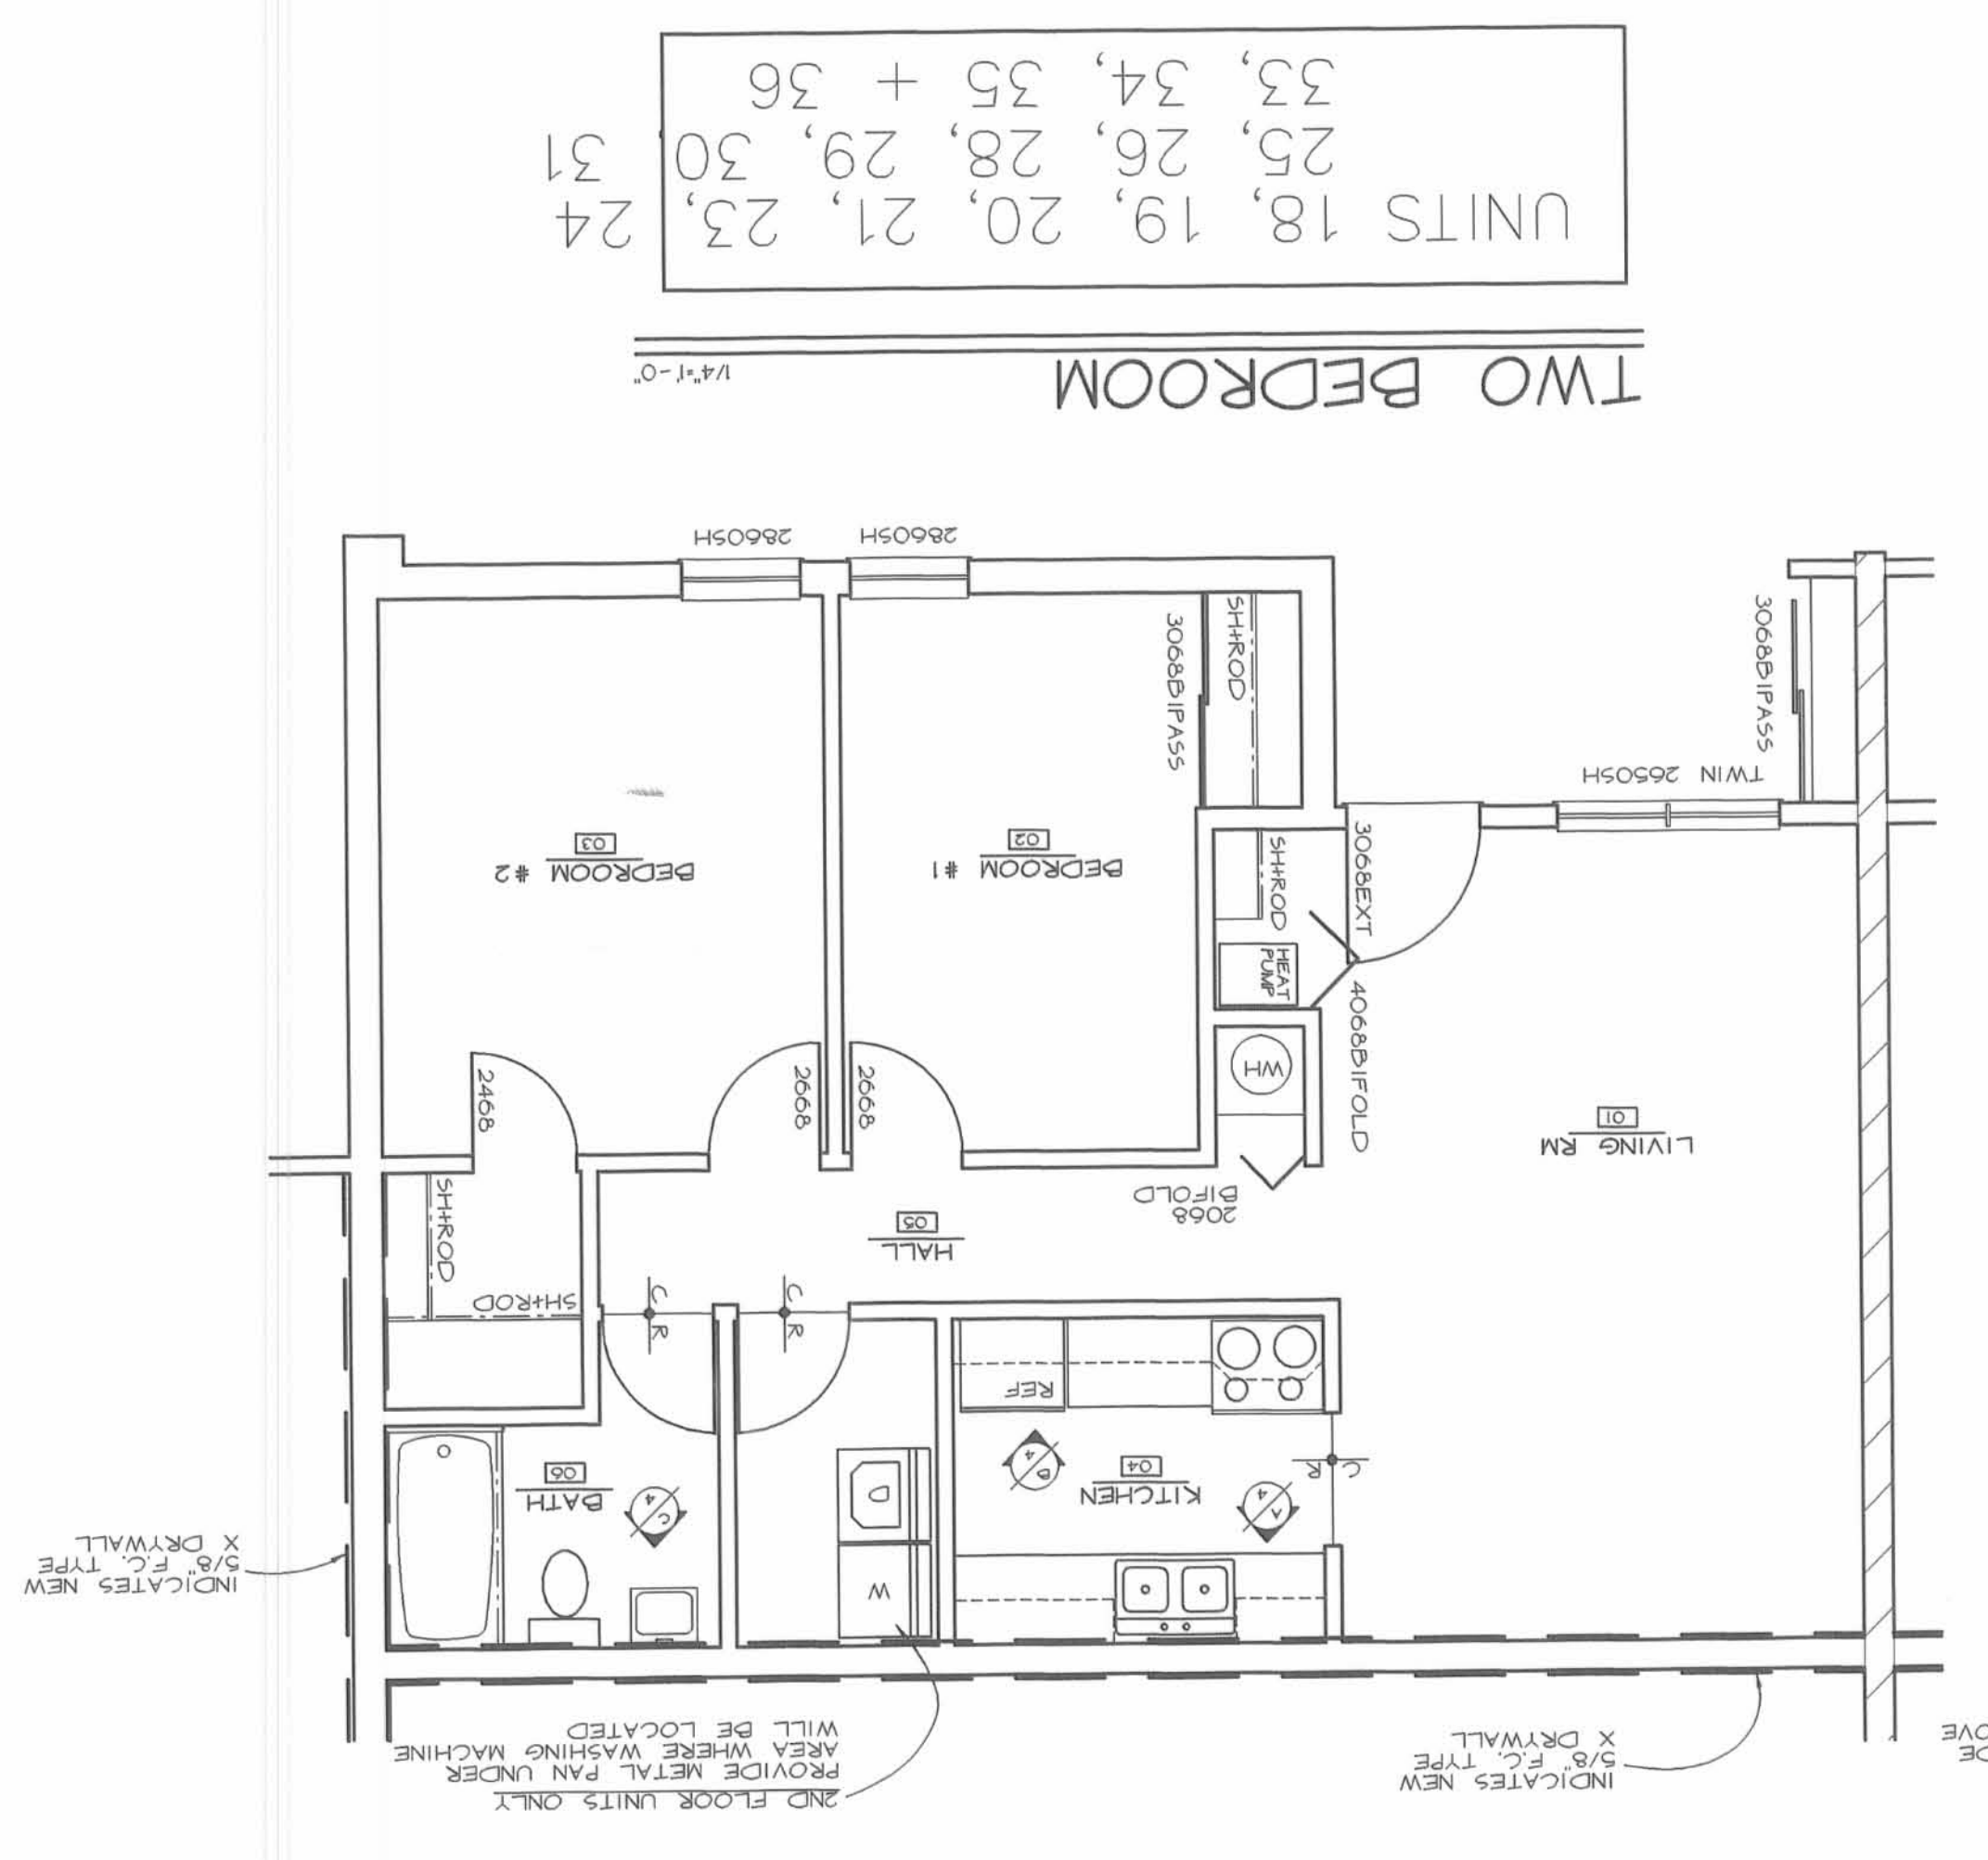 2ND FLOOR UNITS ONLY
PROVIDE METAL PAN UNDER
AREA WHERE WASHING MACHINE
WILL BE LOCATED
INDICATES NEW
5/8" F.C. TYPE
X DRYWALL
INDICATES NEW
5/8" F.C. TYPE
X DRYWALL
W
D
KITCHEN
04
A
4
B
4
C
R
REF
BATH
06
C
4
R
C
R
C
SH+ROD
SH+ROD
HALL
05
2068
BIFOLD
LIVING RM
01
WH
4068BIFOLD
HEAT
PUMP
SH+ROD
3068EXT
2668
2668
2468
BEDROOM #1
02
BEDROOM #2
03
TWIN 2650SH
3068BIPASS
SH+ROD
3068BIPASS
2860SH
2860SH
TWO BEDROOM
1/4"=1'-0"
UNITS 18, 19, 20, 21, 23, 24
25, 26, 28, 29, 30 31
33, 34, 35 + 36